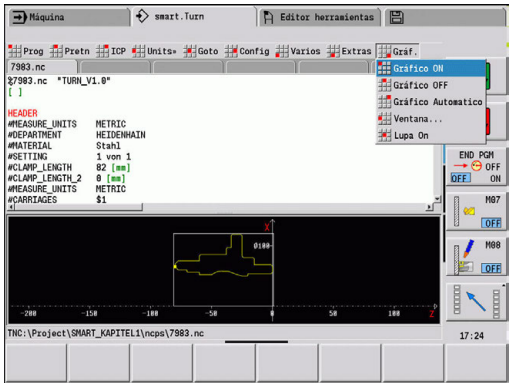 Máquina
smart.Turn
Editor herramientas
Prog Pretn ICP Units» Goto Config Varios Extras Gráf.
7983.nc
Gráfico ON
Gráfico OFF
Gráfico Automatico
Ventana...
Lupa On
%7983.nc "TURN_V1.0"
[ ]
HEADER
#MEASURE_UNITS METRIC
#DEPARTMENT HEIDENHAIN
#MATERIAL Stahl
#SETTING 1 von 1
#CLAMP_LENGTH 82 [mm]
#CLAMP_LENGTH_2 0 [mm]
#MEASURE_UNITS METRIC
#CARRIAGES $1
END PGM
OFF
OFF ON
M07
OFF
M08
OFF
X
Ø100
-200 -150 -100 -50 0 50 100 Z
TNC:\Project\SMART_KAPITEL1\ncps\7983.nc
17:24